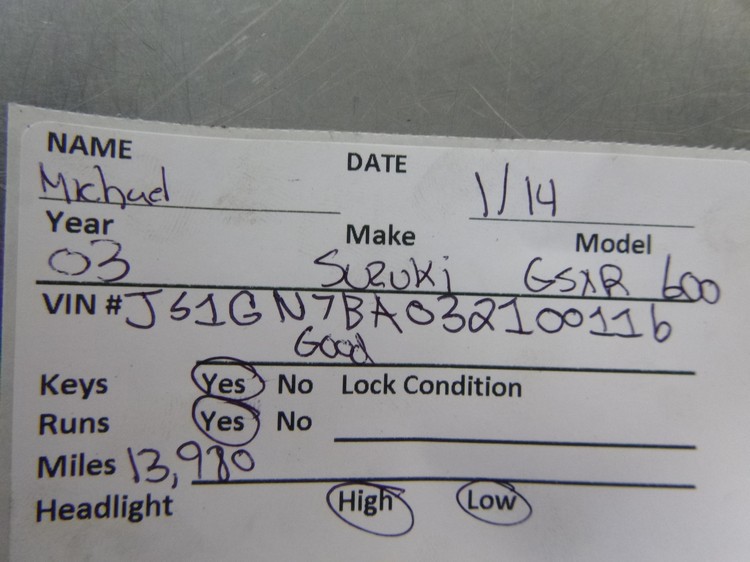 NAME DATE
Michael 1/14
Year Make Model
03 Suzuki GSXR 600
VIN # JS1GN7BA032100116
Good
Keys Yes No Lock Condition
Runs Yes No
Miles 13,980
Headlight High Low